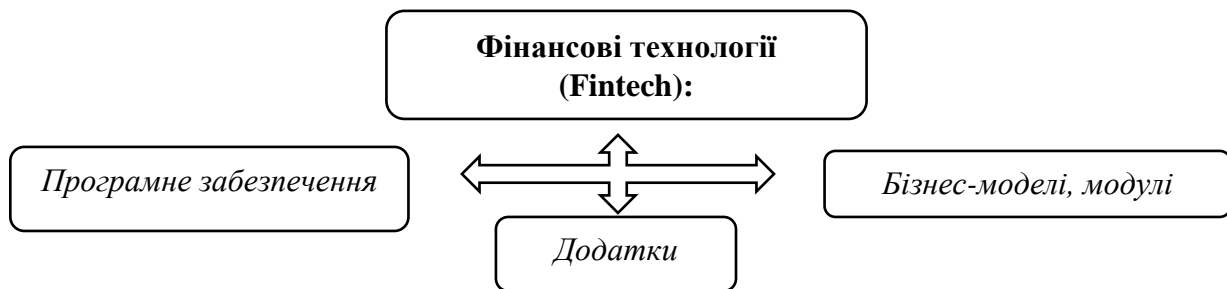 Фінансові технології
(Fintech):
Програмне забезпечення
Бізнес-моделі, модулі
Додатки